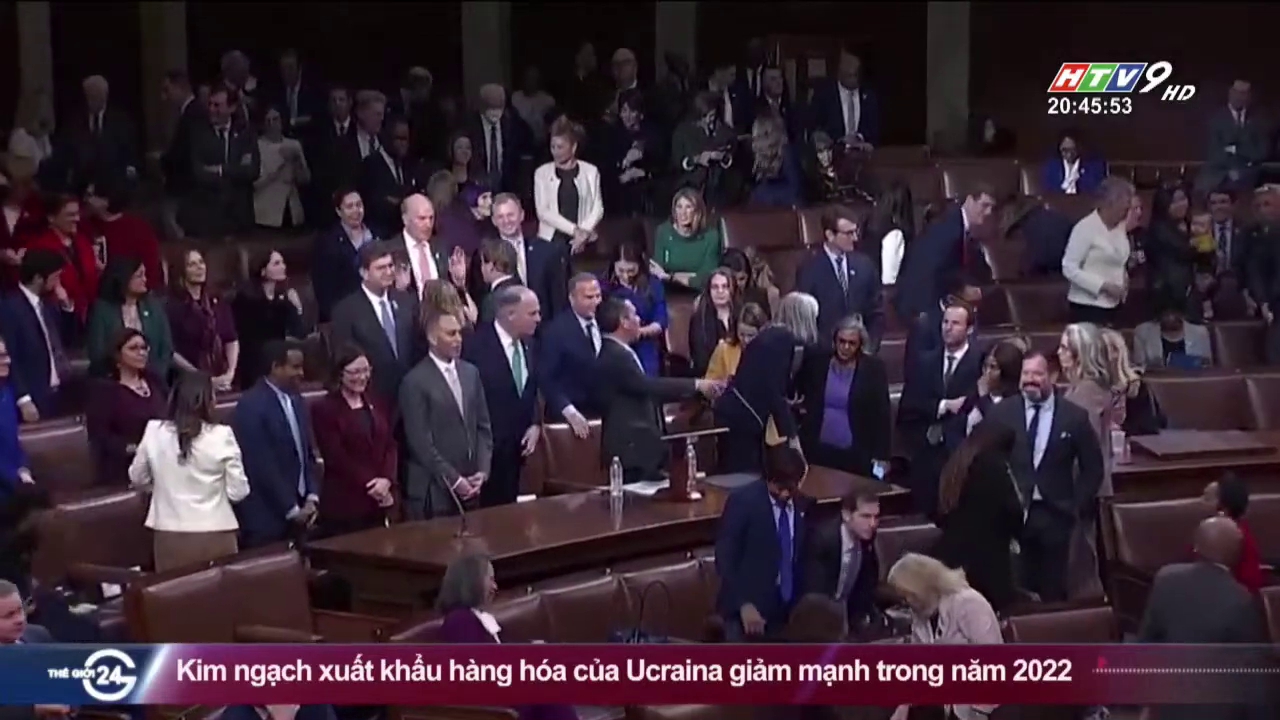 HTV9 HD
20:45:53
THẾ GIỚI 24G
Kim ngạch xuất khẩu hàng hóa của Ucraina giảm mạnh trong năm 2022